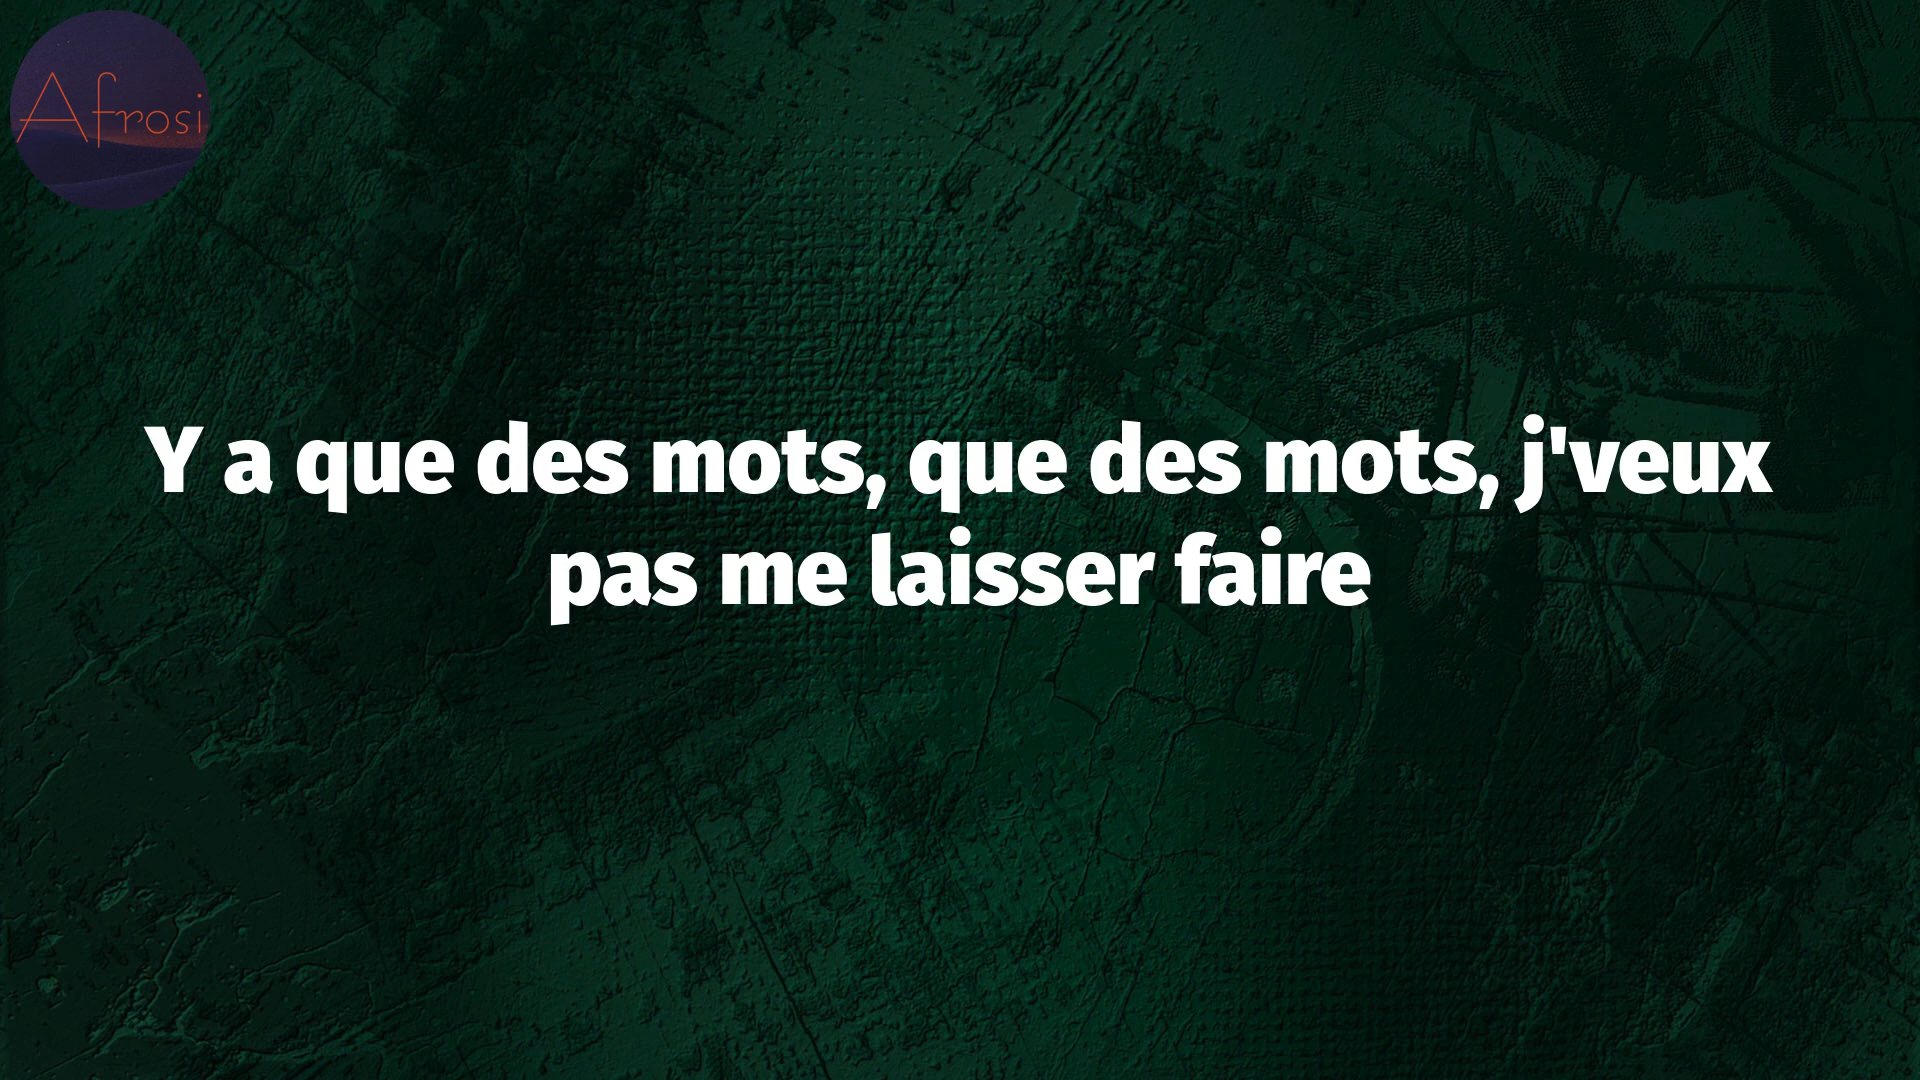 Afrosi
Y a que des mots, que des mots, j'veux
pas me laisser faire